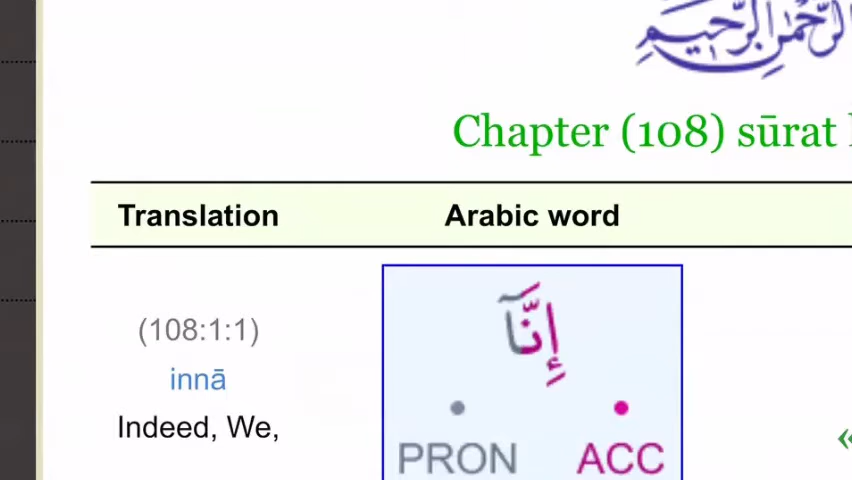 الرَّحْمَٰنِ الرَّحِيمِ
Chapter (108) sūrat
Translation Arabic word
(108:1:1)
innā
Indeed, We,
إِنَّآ
PRON ACC
«